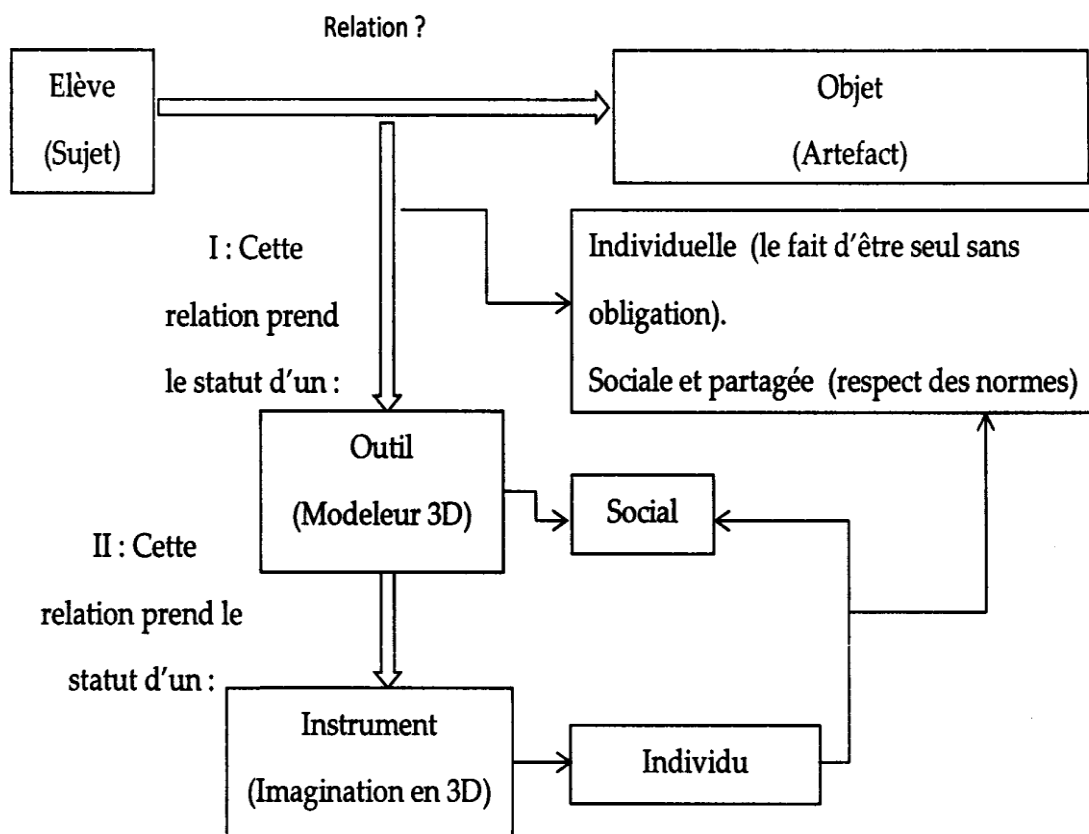 Relation ?
Elève
(Sujet)
Objet
(Artefact)
I : Cette
relation prend
le statut d'un :
Individuelle (le fait d'être seul sans
obligation).
Sociale et partagée (respect des normes)
Outil
(Modeleur 3D)
Social
II : Cette
relation prend le
statut d'un :
Instrument
(Imagination en 3D)
Individu